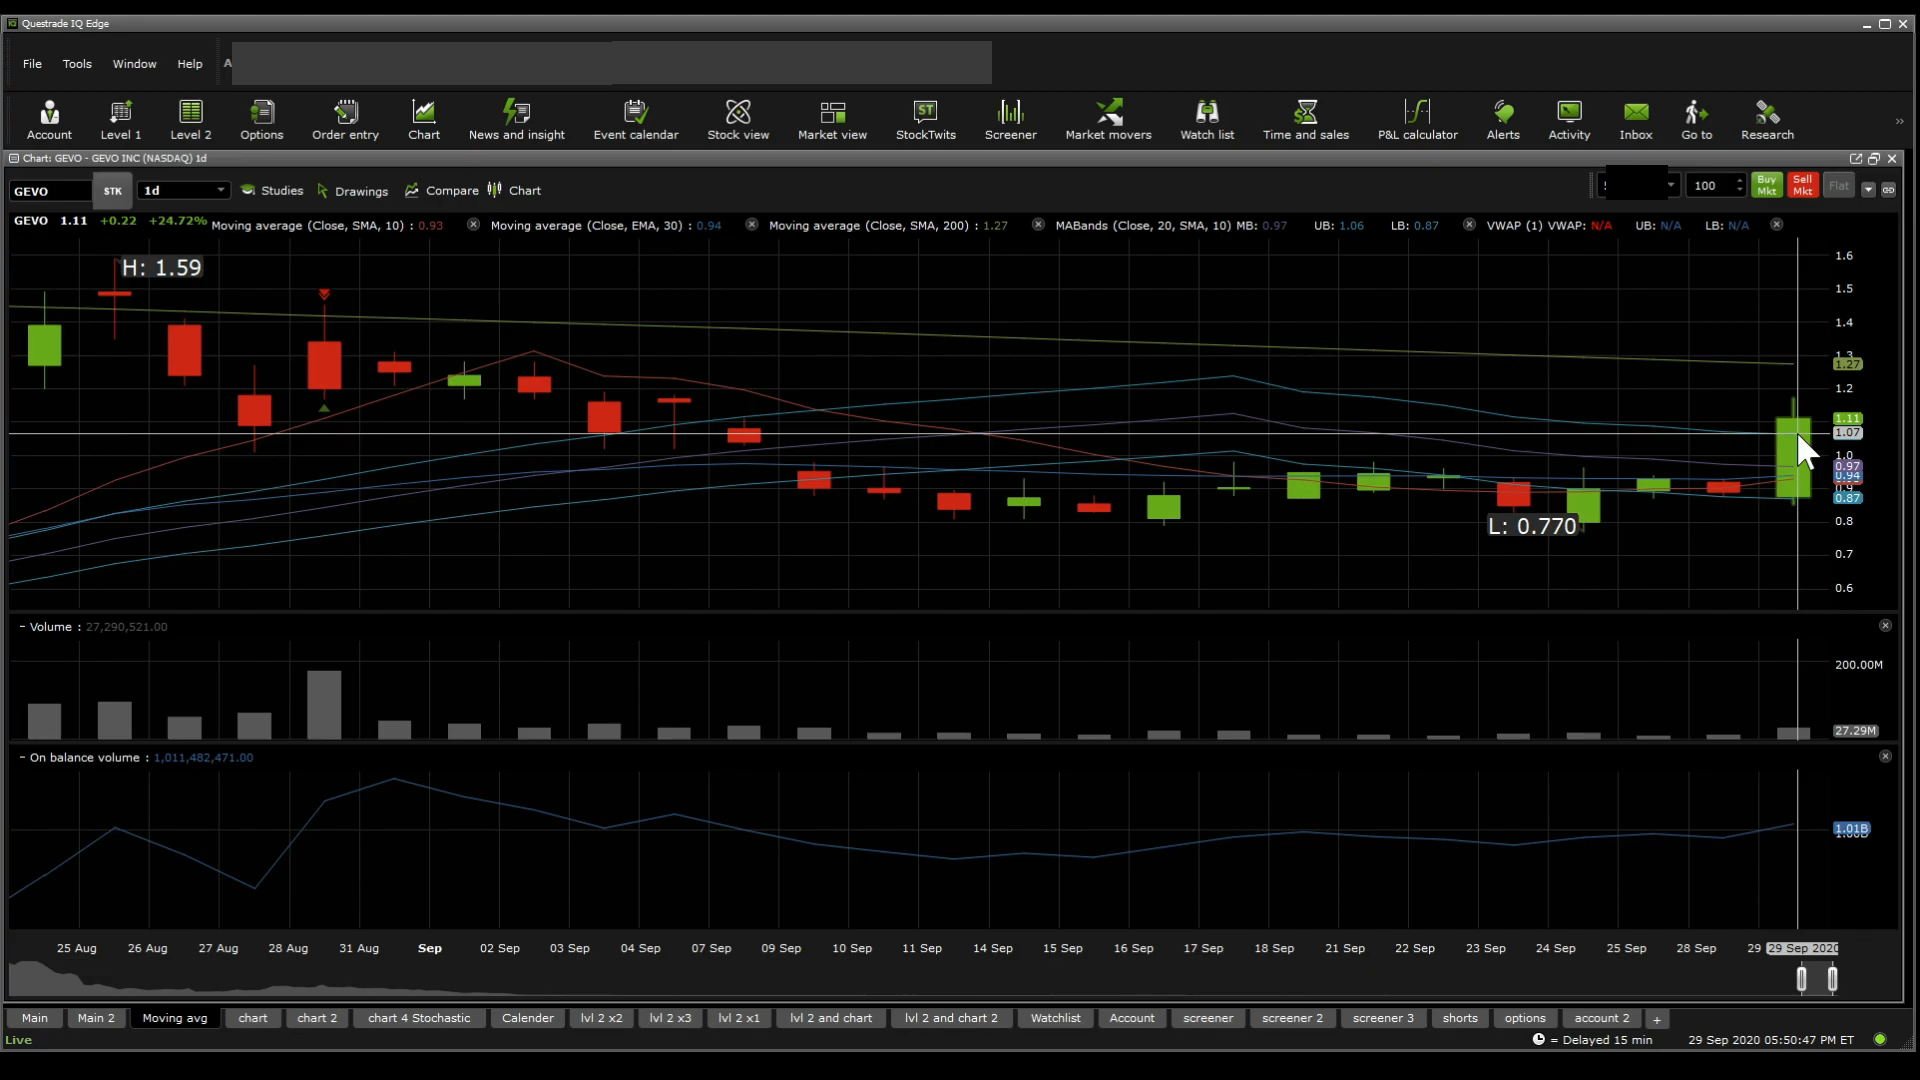 Questrade IQ Edge
File Tools Window Help A
Account Level 1 Level 2 Options Order entry Chart News and insight Event calendar Stock view Market view StockTwits Screener Market movers Watch list Time and sales P&L calculator Alerts Activity Inbox Go to Research »
Chart: GEVO - GEVO INC (NASDAQ) 1d
GEVO STK 1d Studies Drawings Compare Chart 100 Buy Mkt Sell Mkt Flat
GEVO 1.11 +0.22 +24.72% Moving average (Close, SMA, 10) : 0.93 Moving average (Close, EMA, 30) : 0.94 Moving average (Close, SMA, 200) : 1.27 MABands (Close, 20, SMA, 10) MB: 0.97 UB: 1.06 LB: 0.87 VWAP (1) VWAP: N/A UB: N/A LB: N/A
1.6
H: 1.59
1.5
1.4
1.3
1.27
1.2
1.11
1.07
1.0
0.97
0.94
0.9
0.87
L: 0.770
0.8
0.7
0.6
- Volume : 27,290,521.00
200.00M
27.29M
- On balance volume : 1,011,482,471.00
1.01B
25 Aug 26 Aug 27 Aug 28 Aug 31 Aug Sep 02 Sep 03 Sep 04 Sep 07 Sep 09 Sep 10 Sep 11 Sep 14 Sep 15 Sep 16 Sep 17 Sep 18 Sep 21 Sep 22 Sep 23 Sep 24 Sep 25 Sep 28 Sep 29 29 Sep 2020
Main Main 2 Moving avg chart chart 2 chart 4 Stochastic Calender lvl 2 x2 lvl 2 x3 lvl 2 x1 lvl 2 and chart lvl 2 and chart 2 Watchlist Account screener screener 2 screener 3 shorts options account 2 +
Live = Delayed 15 min 29 Sep 2020 05:50:47 PM ET